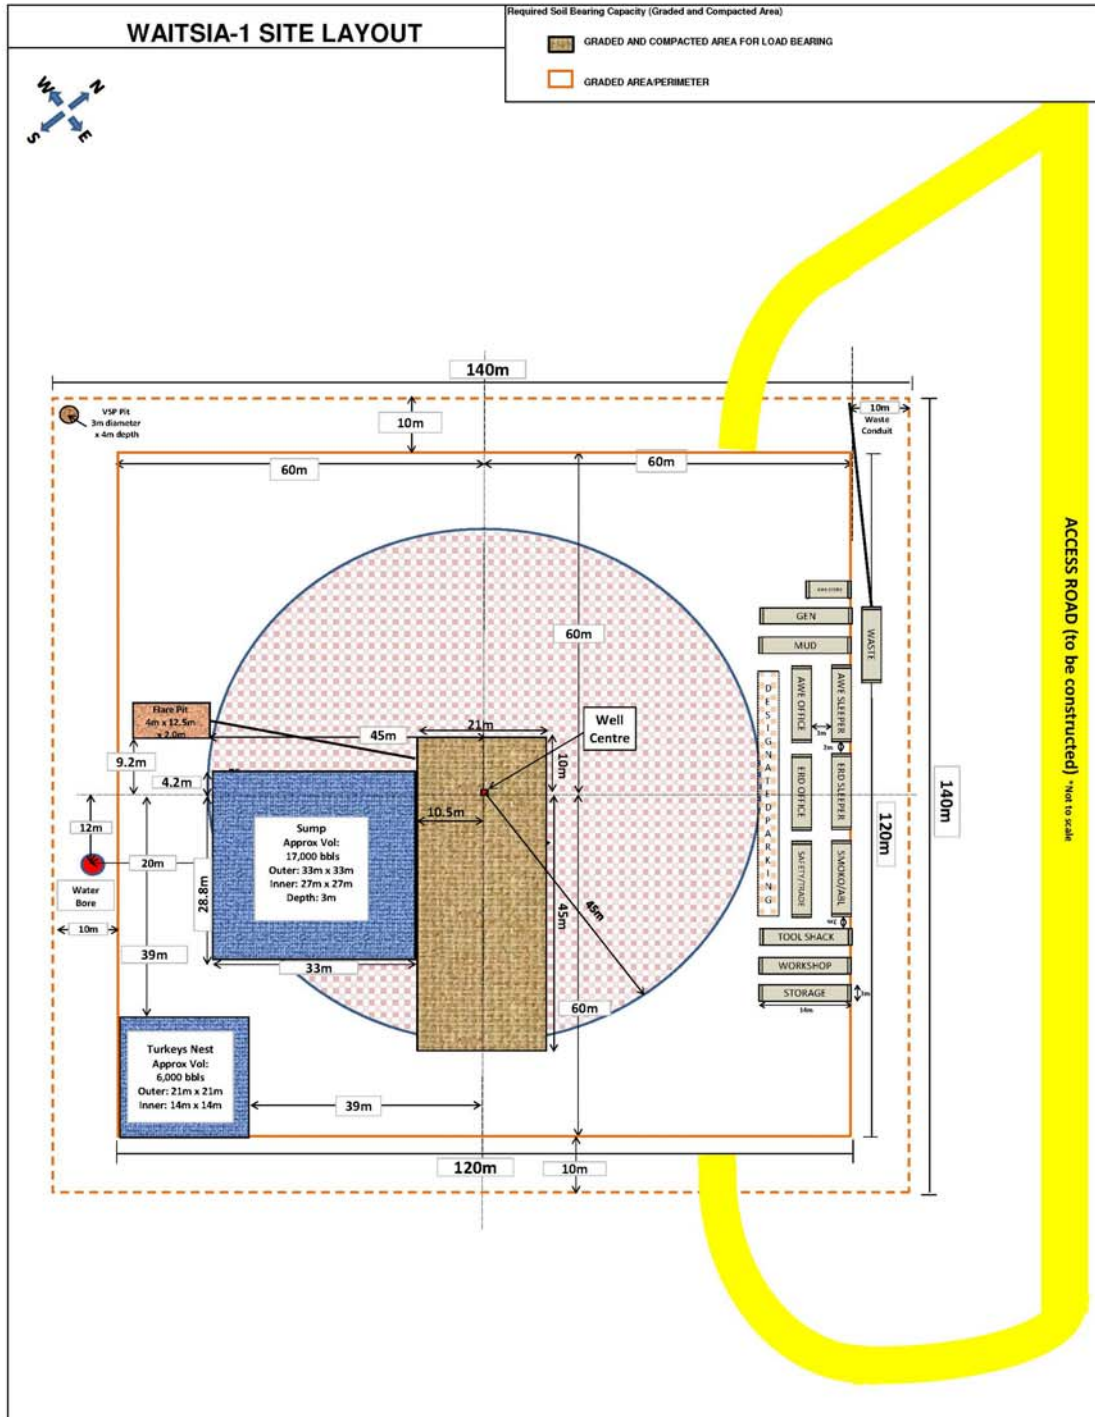 WAITSIA-1 SITE LAYOUT
Required Soil Bearing Capacity (Graded and Compacted Area)
GRADED AND COMPACTED AREA FOR LOAD BEARING
GRADED AREA/PERIMETER
W
N
S
E
140m
VSP Pit
3m diameter
x 4m depth
10m
10m
Waste
Conduit
60m
60m
ACCESS ROAD (to be constructed) *Not to scale
GEN
MUD
WASTE
60m
DESIGNATED PARKING
AWE OFFICE
AWE SLEEPER
3m
Flare Pit
4m x 12.5m
x 2.0m
21m
Well
Centre
45m
10m
9.2m
4.2m
ERD OFFICE
ERD SLEEPER
140m
120m
10.5m
12m
Sump
Approx Vol:
17,000 bbls
Outer: 33m x 33m
Inner: 27m x 27m
Depth: 3m
20m
Water
Bore
28.8m
45m
45m
SAFETY/TRADE
SMOKO/ABL
10m
39m
33m
TOOL SHACK
WORKSHOP
STORAGE
3m
14m
60m
Turkeys Nest
Approx Vol:
6,000 bbls
Outer: 21m x 21m
Inner: 14m x 14m
39m
120m
10m